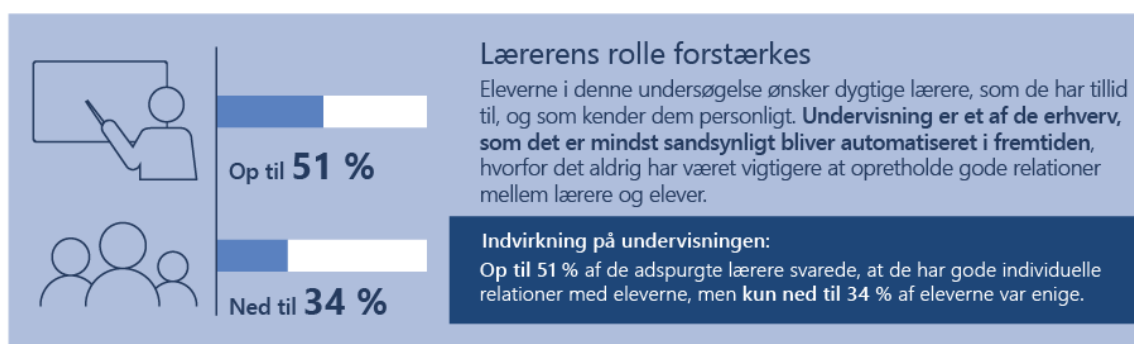 Op til 51 %
Ned til 34 %
Lærerens rolle forstærkes
Eleverne i denne undersøgelse ønsker dygtige lærere, som de har tillid
til, og som kender dem personligt. Undervisning er et af de erhverv,
som det er mindst sandsynligt bliver automatiseret i fremtiden,
hvorfor det aldrig har været vigtigere at opretholde gode relationer
mellem lærere og elever.
Indvirkning på undervisningen:
Op til 51 % af de adspurgte lærere svarede, at de har gode individuelle
relationer med eleverne, men kun ned til 34 % af eleverne var enige.